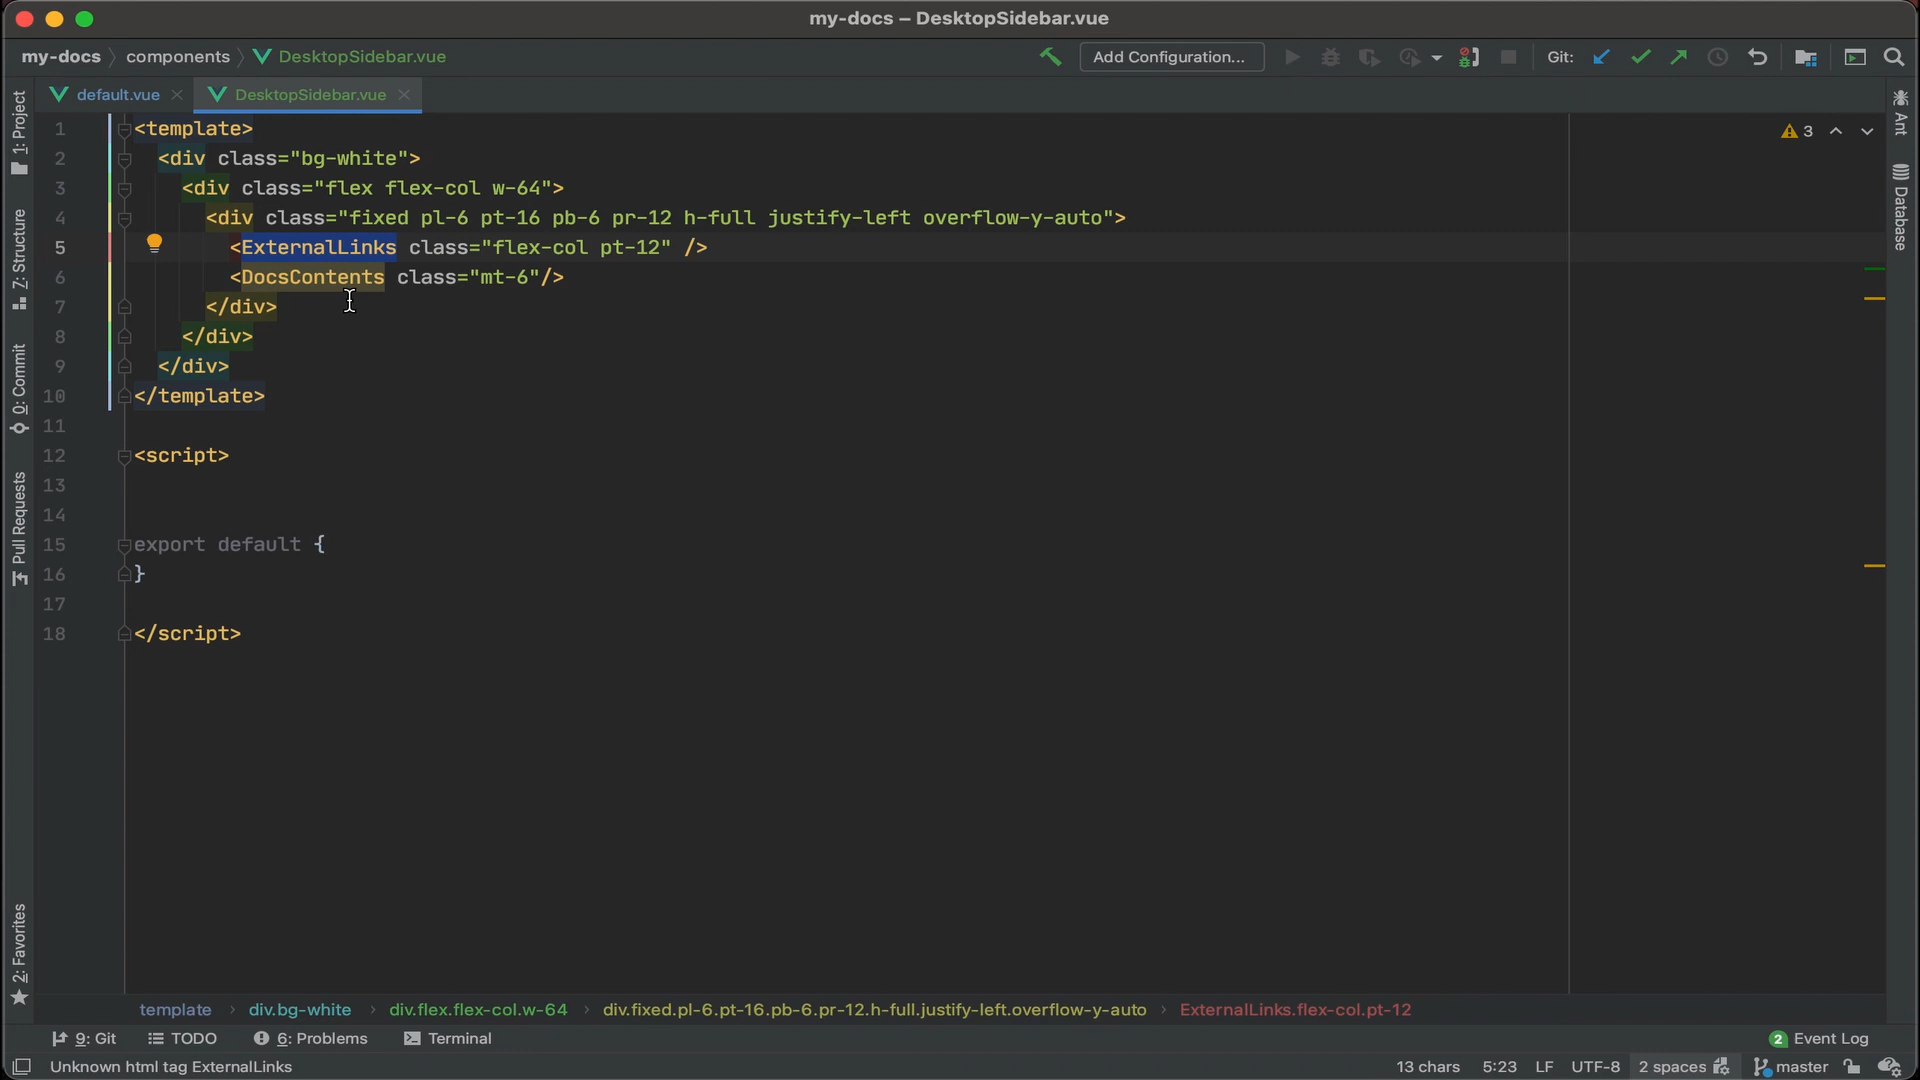 my-docs – DesktopSidebar.vue
my-docs components DesktopSidebar.vue Add Configuration... Git:
default.vue DesktopSidebar.vue
1: Project
7: Structure
0: Commit
Pull Requests
2: Favorites
1 <template>
2 <div class="bg-white">
3 <div class="flex flex-col w-64">
4 <div class="fixed pl-6 pt-16 pb-6 pr-12 h-full justify-left overflow-y-auto">
5 <ExternalLinks class="flex-col pt-12" />
6 <DocsContents class="mt-6"/>
7 </div>
8 </div>
9 </div>
10 </template>
11
12 <script>
13
14
15 export default {
16 }
17
18 </script>
3
Ant
Database
template div.bg-white div.flex.flex-col.w-64 div.fixed.pl-6.pt-16.pb-6.pr-12.h-full.justify-left.overflow-y-auto ExternalLinks.flex-col.pt-12
9: Git TODO 6: Problems Terminal 2 Event Log
Unknown html tag ExternalLinks 13 chars 5:23 LF UTF-8 2 spaces master